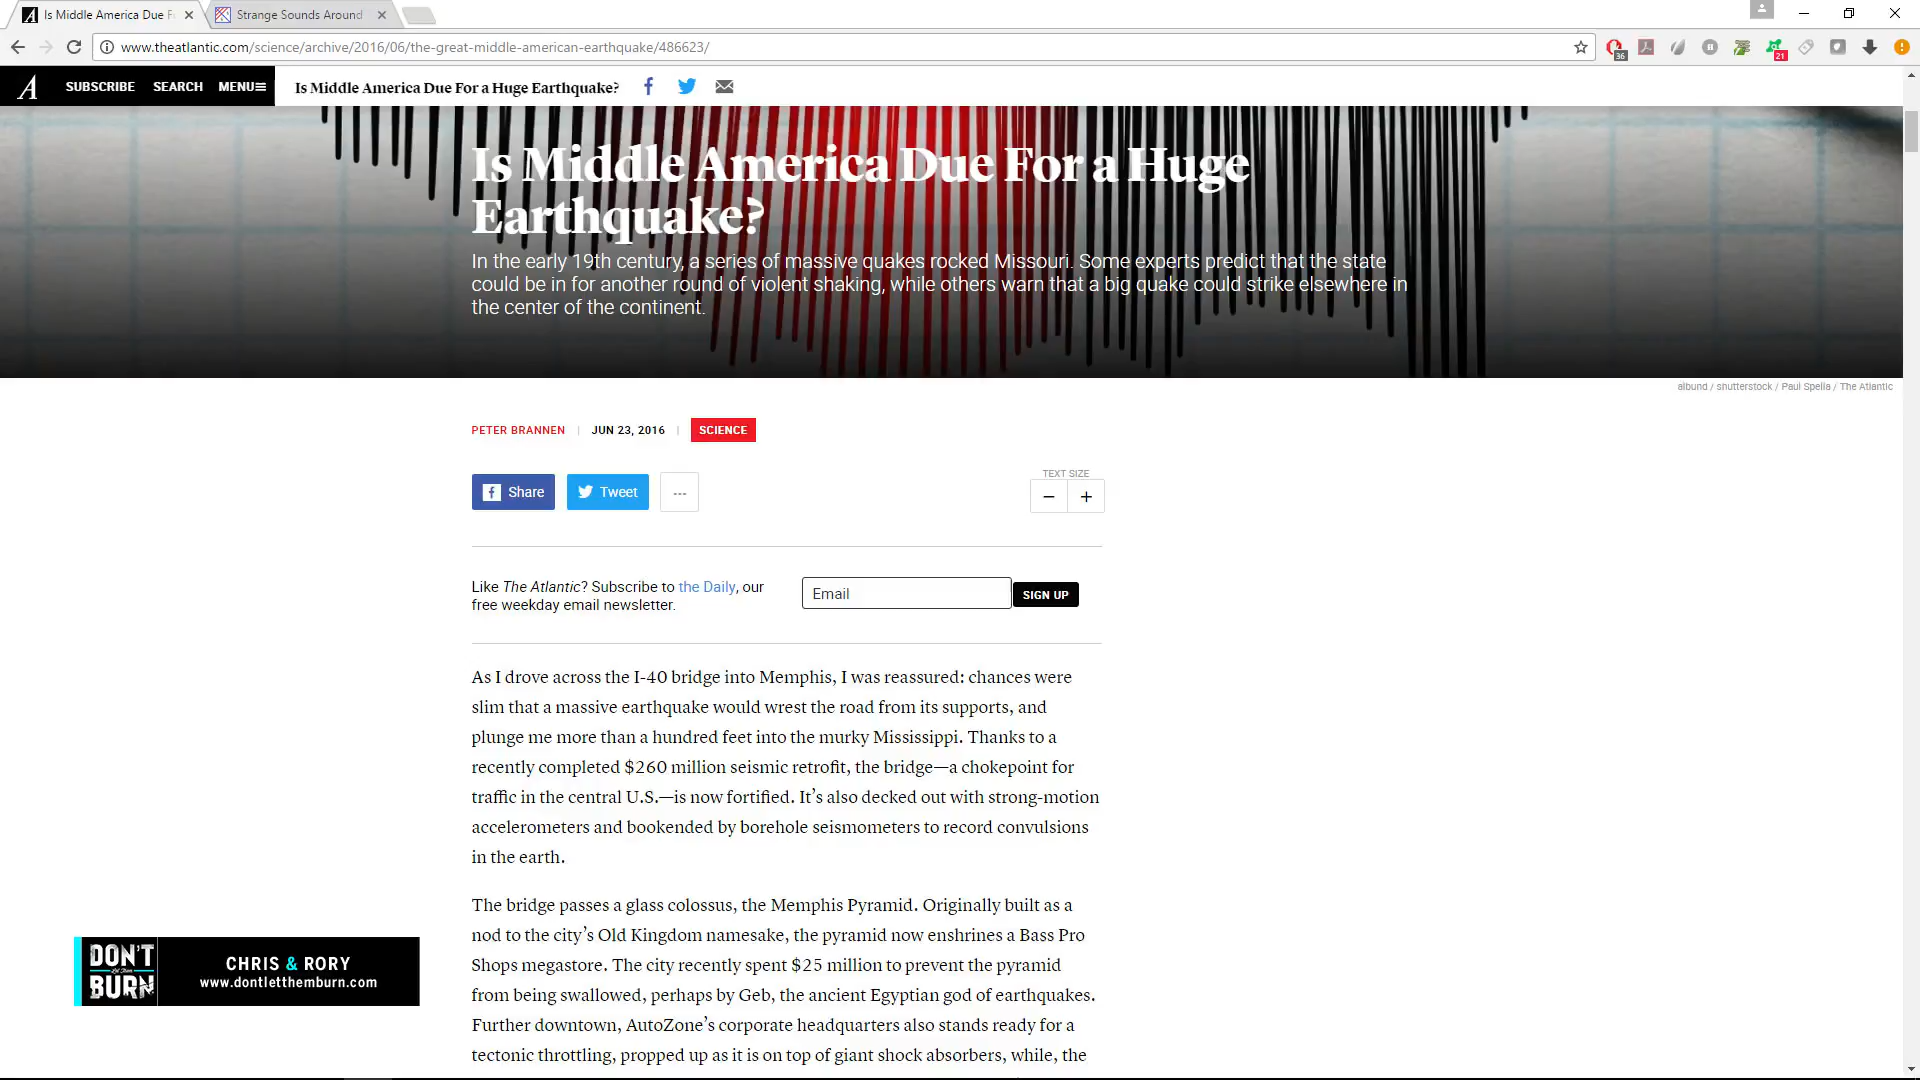 Is Middle America Due F
Strange Sounds Around
www.theatlantic.com/science/archive/2016/06/the-great-middle-american-earthquake/486623/
36
21
A SUBSCRIBE SEARCH MENU
Is Middle America Due For a Huge Earthquake?
Is Middle America Due For a Huge
Earthquake?
In the early 19th century, a series of massive quakes rocked Missouri. Some experts predict that the state
could be in for another round of violent shaking, while others warn that a big quake could strike elsewhere in
the center of the continent.
albund / shutterstock / Paul Spella / The Atlantic
PETER BRANNEN | JUN 23, 2016 | SCIENCE
TEXT SIZE
Share Tweet ... − +
Like The Atlantic? Subscribe to the Daily, our
free weekday email newsletter.
Email
SIGN UP
As I drove across the I-40 bridge into Memphis, I was reassured: chances were
slim that a massive earthquake would wrest the road from its supports, and
plunge me more than a hundred feet into the murky Mississippi. Thanks to a
recently completed $260 million seismic retrofit, the bridge—a chokepoint for
traffic in the central U.S.—is now fortified. It’s also decked out with strong-motion
accelerometers and bookended by borehole seismometers to record convulsions
in the earth.
The bridge passes a glass colossus, the Memphis Pyramid. Originally built as a
nod to the city’s Old Kingdom namesake, the pyramid now enshrines a Bass Pro
Shops megastore. The city recently spent $25 million to prevent the pyramid
from being swallowed, perhaps by Geb, the ancient Egyptian god of earthquakes.
Further downtown, AutoZone’s corporate headquarters also stands ready for a
tectonic throttling, propped up as it is on top of giant shock absorbers, while, the
DON'T
Let Them
BURN
CHRIS & RORY
www.dontletthemburn.com